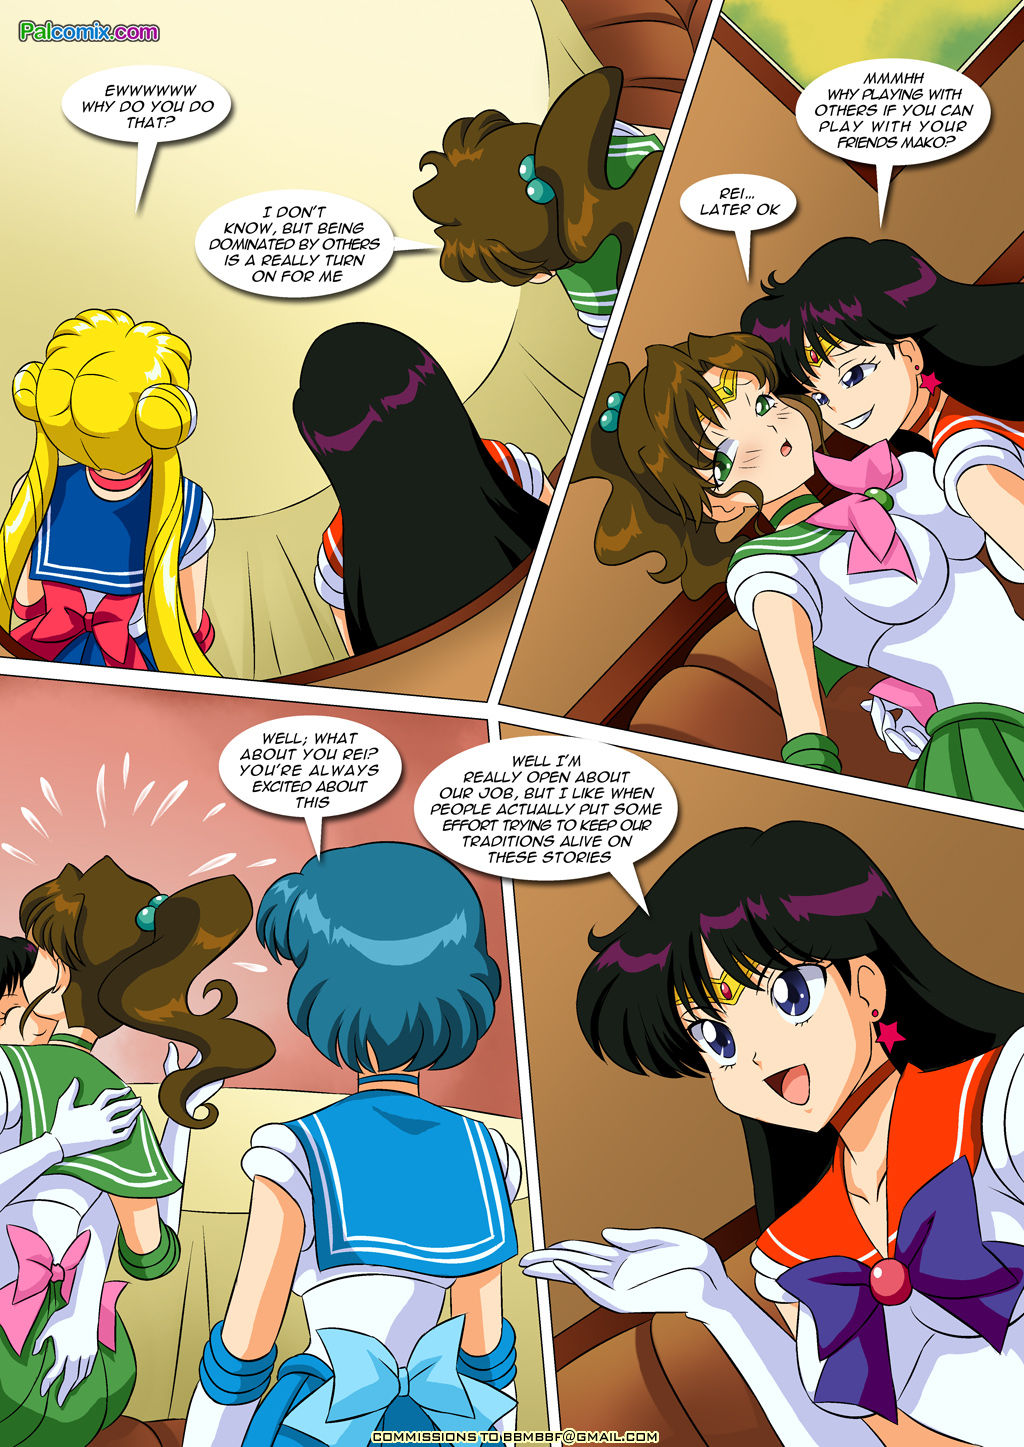 Palcomix.com
EWWWWWW
WHY DO YOU DO
THAT?
I DON'T
KNOW, BUT BEING
DOMINATED BY OTHERS
IS A REALLY TURN
ON FOR ME
MMMHH
WHY PLAYING WITH
OTHERS IF YOU CAN
PLAY WITH YOUR
FRIENDS MAKO?
REI...
LATER OK
WELL; WHAT
ABOUT YOU REI?
YOU'RE ALWAYS
EXCITED ABOUT
THIS
WELL I'M
REALLY OPEN ABOUT
OUR JOB, BUT I LIKE WHEN
PEOPLE ACTUALLY PUT SOME
EFFORT TRYING TO KEEP OUR
TRADITIONS ALIVE ON
THESE STORIES
COMMISSIONS TO BBMBBF@GMAIL.COM